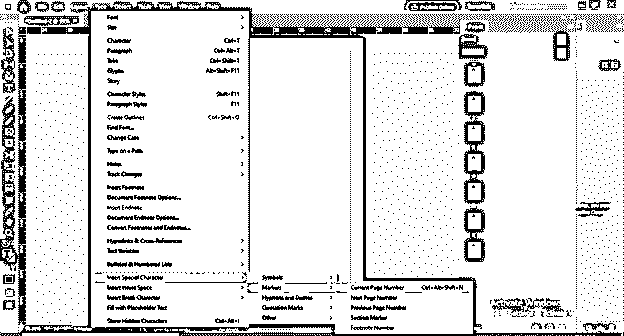 Font
Size
Character Ctrl+T
Paragraph Ctrl+Alt+T
Tabs Ctrl+Shift+T
Glyphs Alt+Shift+F11
Story
Character Styles Shift+F11
Paragraph Styles F11
Create Outlines Ctrl+Shift+O
Find Font...
Change Case
Type on a Path
Notes
Track Changes
Insert Footnote
Document Footnote Options...
Insert Endnote
Document Endnote Options...
Convert Footnotes and Endnotes...
Hyperlinks & Cross-References
Text Variables
Bulleted & Numbered Lists
Insert Special Character
Insert White Space
Insert Break Character
Fill with Placeholder Text
Show Hidden Characters Ctrl+Alt+I
Symbols
Markers
Hyphens and Dashes
Quotation Marks
Other
Current Page Number Ctrl+Alt+Shift+N
Next Page Number
Previous Page Number
Section Marker
Footnote Number